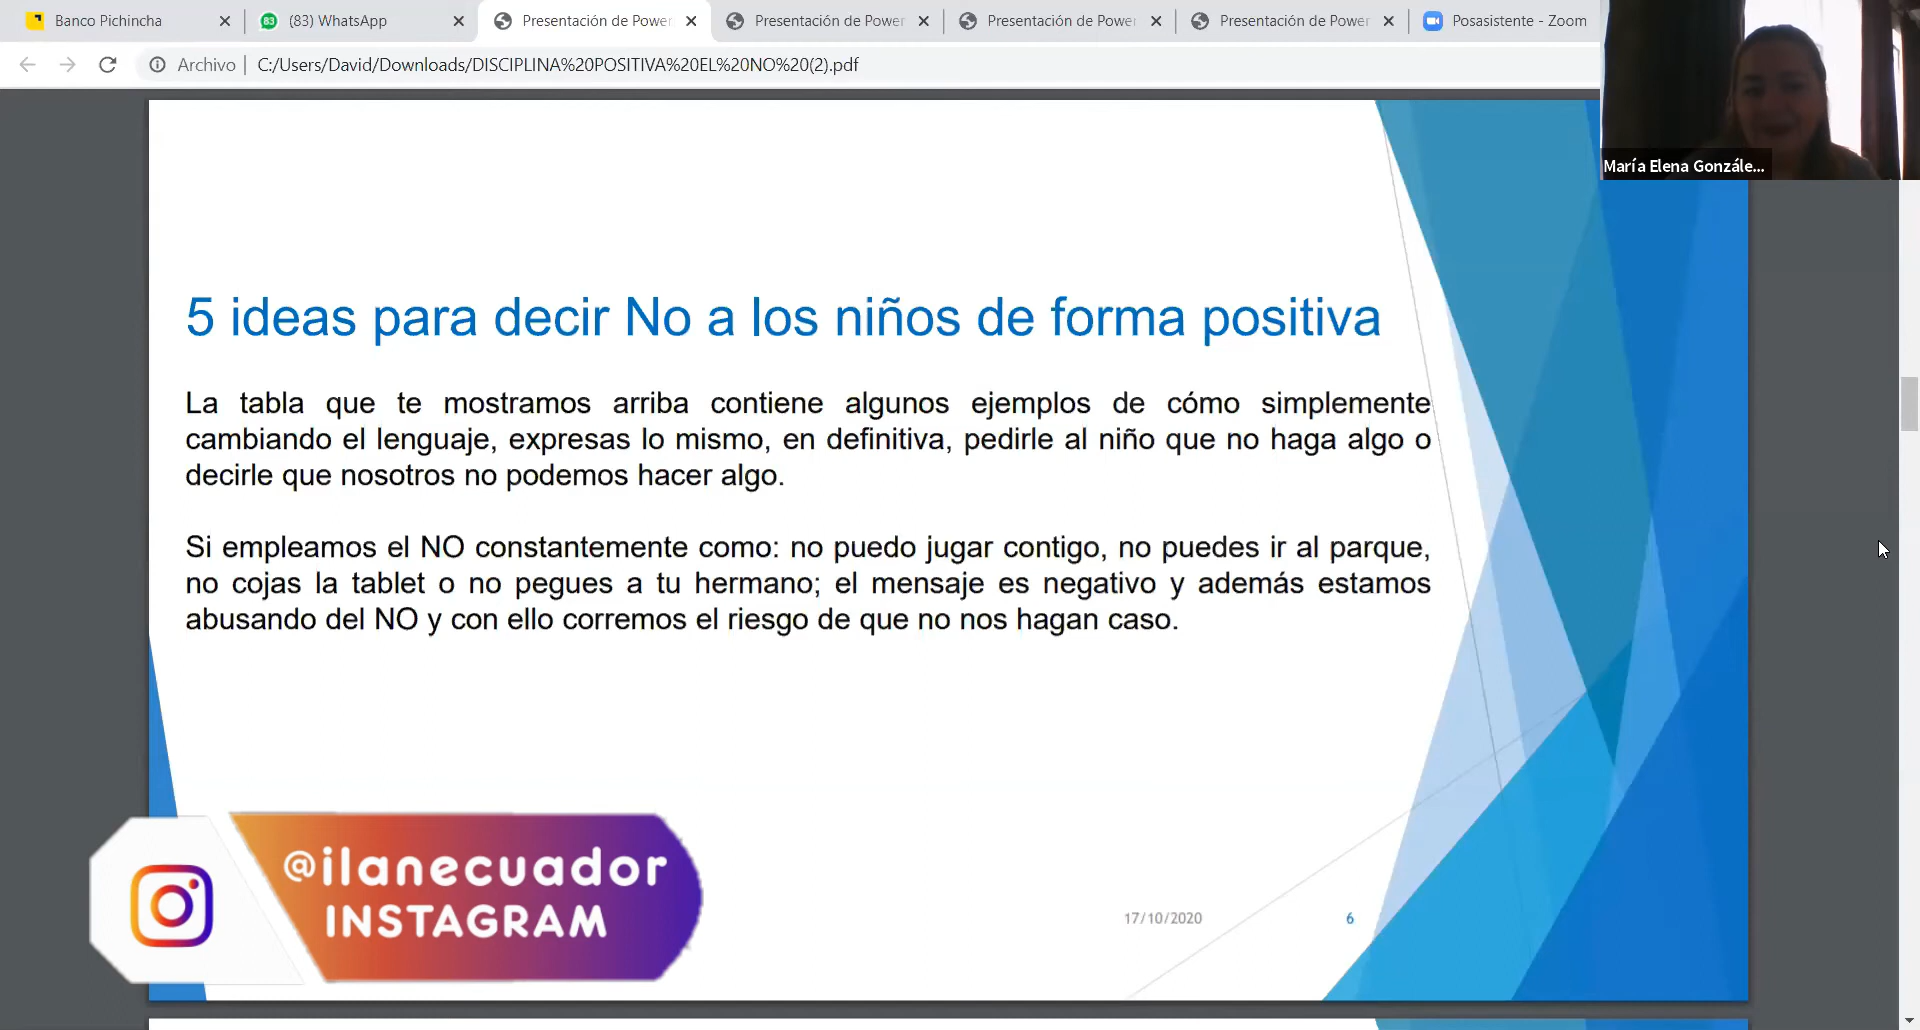 Banco Pichincha
83
(83) WhatsApp
Presentación de Power
Presentación de Power
Presentación de Power
Presentación de Power
Posasistente - Zoom
Archivo
C:/Users/David/Downloads/DISCIPLINA%20POSITIVA%20EL%20NO%20(2).pdf
María Elena Gonzále...
5 ideas para decir No a los niños de forma positiva
La tabla que te mostramos arriba contiene algunos ejemplos de cómo simplemente
cambiando el lenguaje, expresas lo mismo, en definitiva, pedirle al niño que no haga algo o
decirle que nosotros no podemos hacer algo.
Si empleamos el NO constantemente como: no puedo jugar contigo, no puedes ir al parque,
no cojas la tablet o no pegues a tu hermano; el mensaje es negativo y además estamos
abusando del NO y con ello corremos el riesgo de que no nos hagan caso.
@ilanecuador
INSTAGRAM
17/10/2020
6